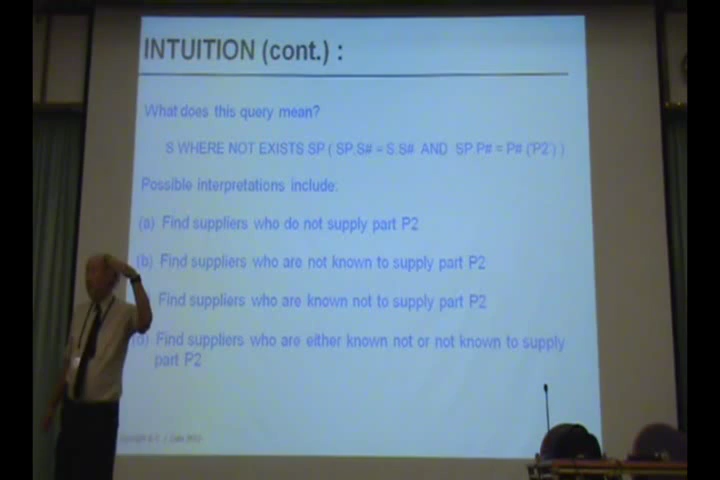 INTUITION (cont.) :
What does this query mean?
S WHERE NOT EXISTS SP ( SP.S# = S.S# AND SP.P# = P# ('P2') )
Possible interpretations include:
(a) Find suppliers who do not supply part P2
(b) Find suppliers who are not known to supply part P2
Find suppliers who are known not to supply part P2
(d) Find suppliers who are either known not or not known to supply
part P2